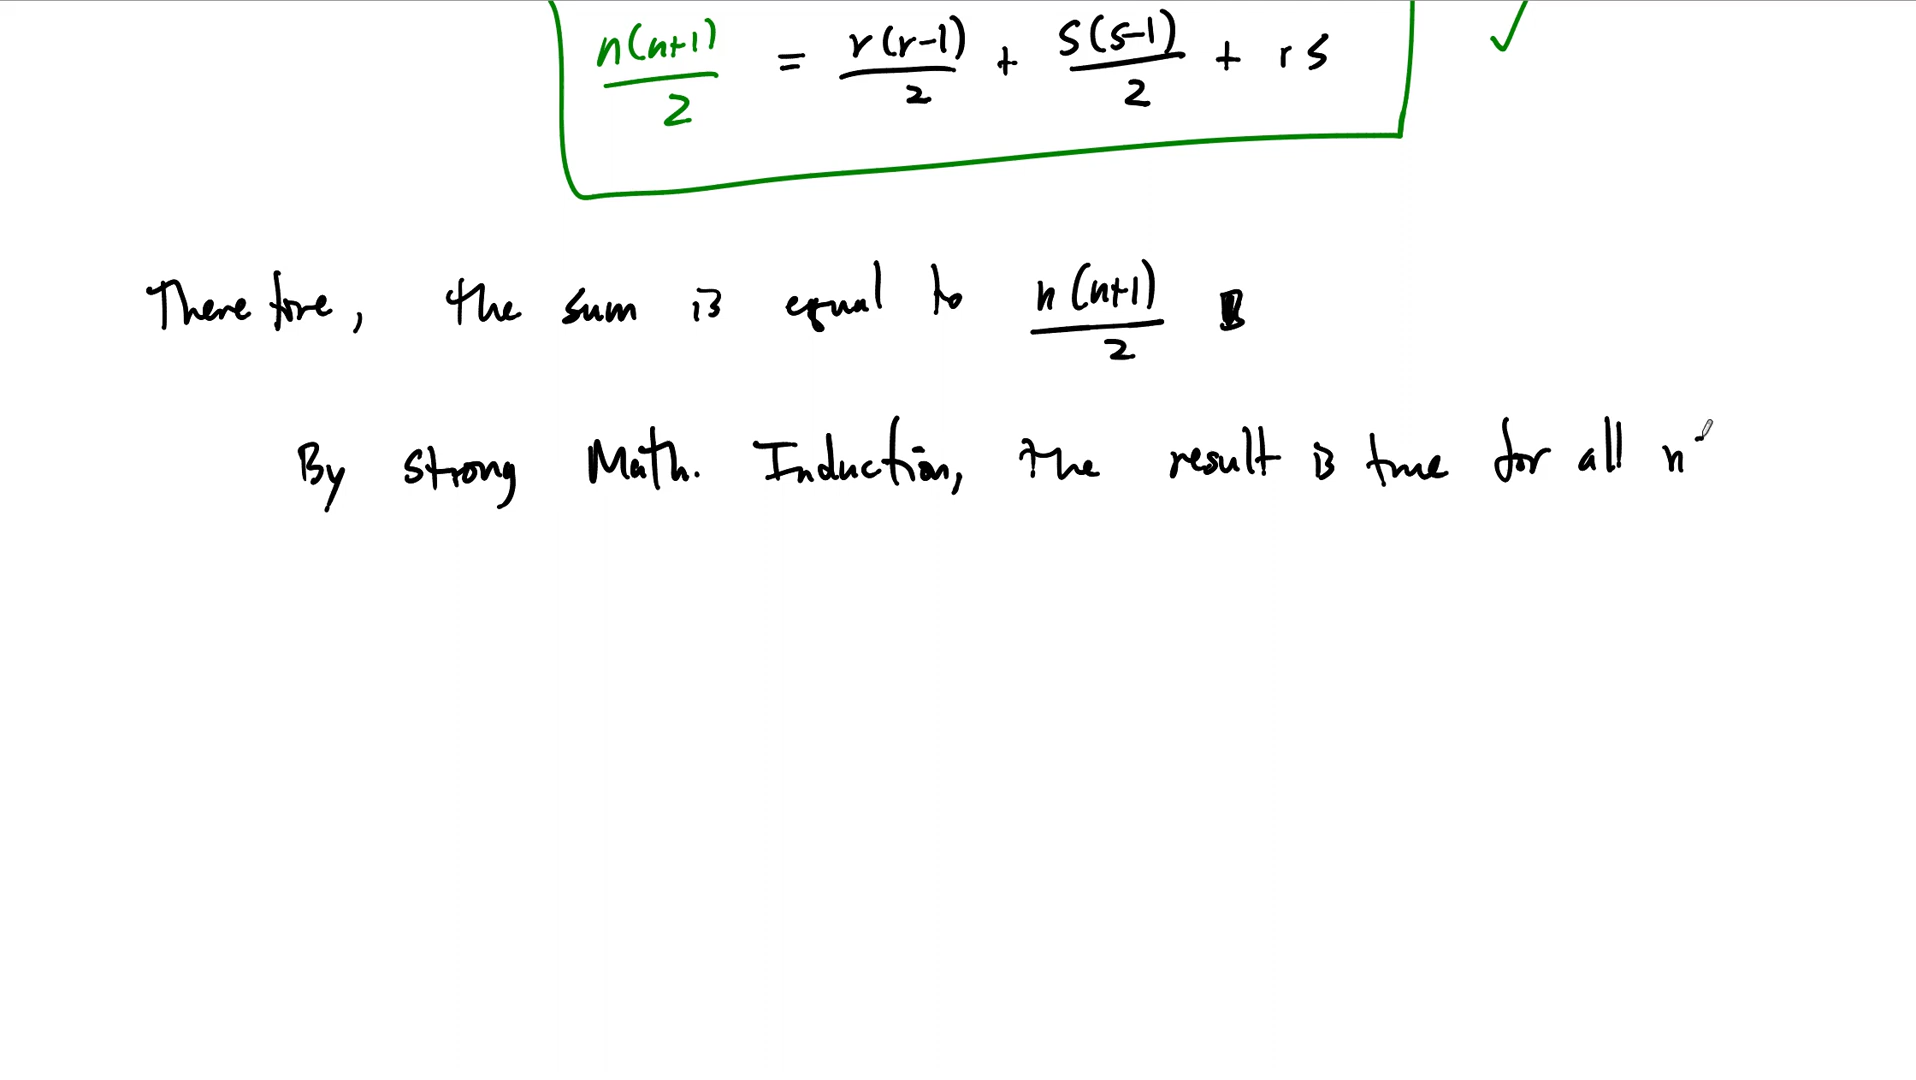 n(n+1)/2 = r(r-1)/2 + s(s-1)/2 + rs ✓
Therefore, the sum is equal to n(n+1)/2
By strong Math. Induction, the result is true for all n